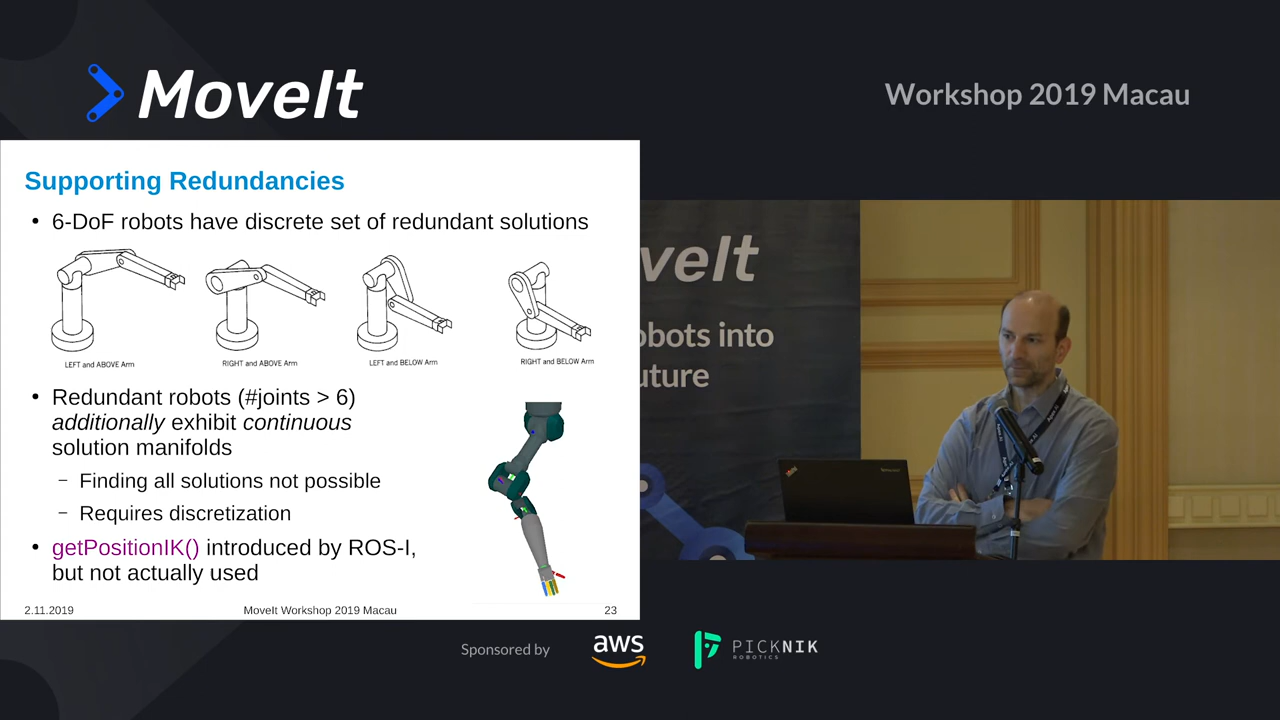 MoveIt
Workshop 2019 Macau
Supporting Redundancies
• 6-DoF robots have discrete set of redundant solutions
LEFT and ABOVE Arm
RIGHT and ABOVE Arm
LEFT and BELOW Arm
RIGHT and BELOW Arm
• Redundant robots (#joints > 6)
additionally exhibit continuous
solution manifolds
– Finding all solutions not possible
– Requires discretization
• getPositionIK() introduced by ROS-I,
but not actually used
2.11.2019
MoveIt Workshop 2019 Macau
23
veIt
obots into
uture
Sponsored by
aws
PICKNIK
ROBOTICS